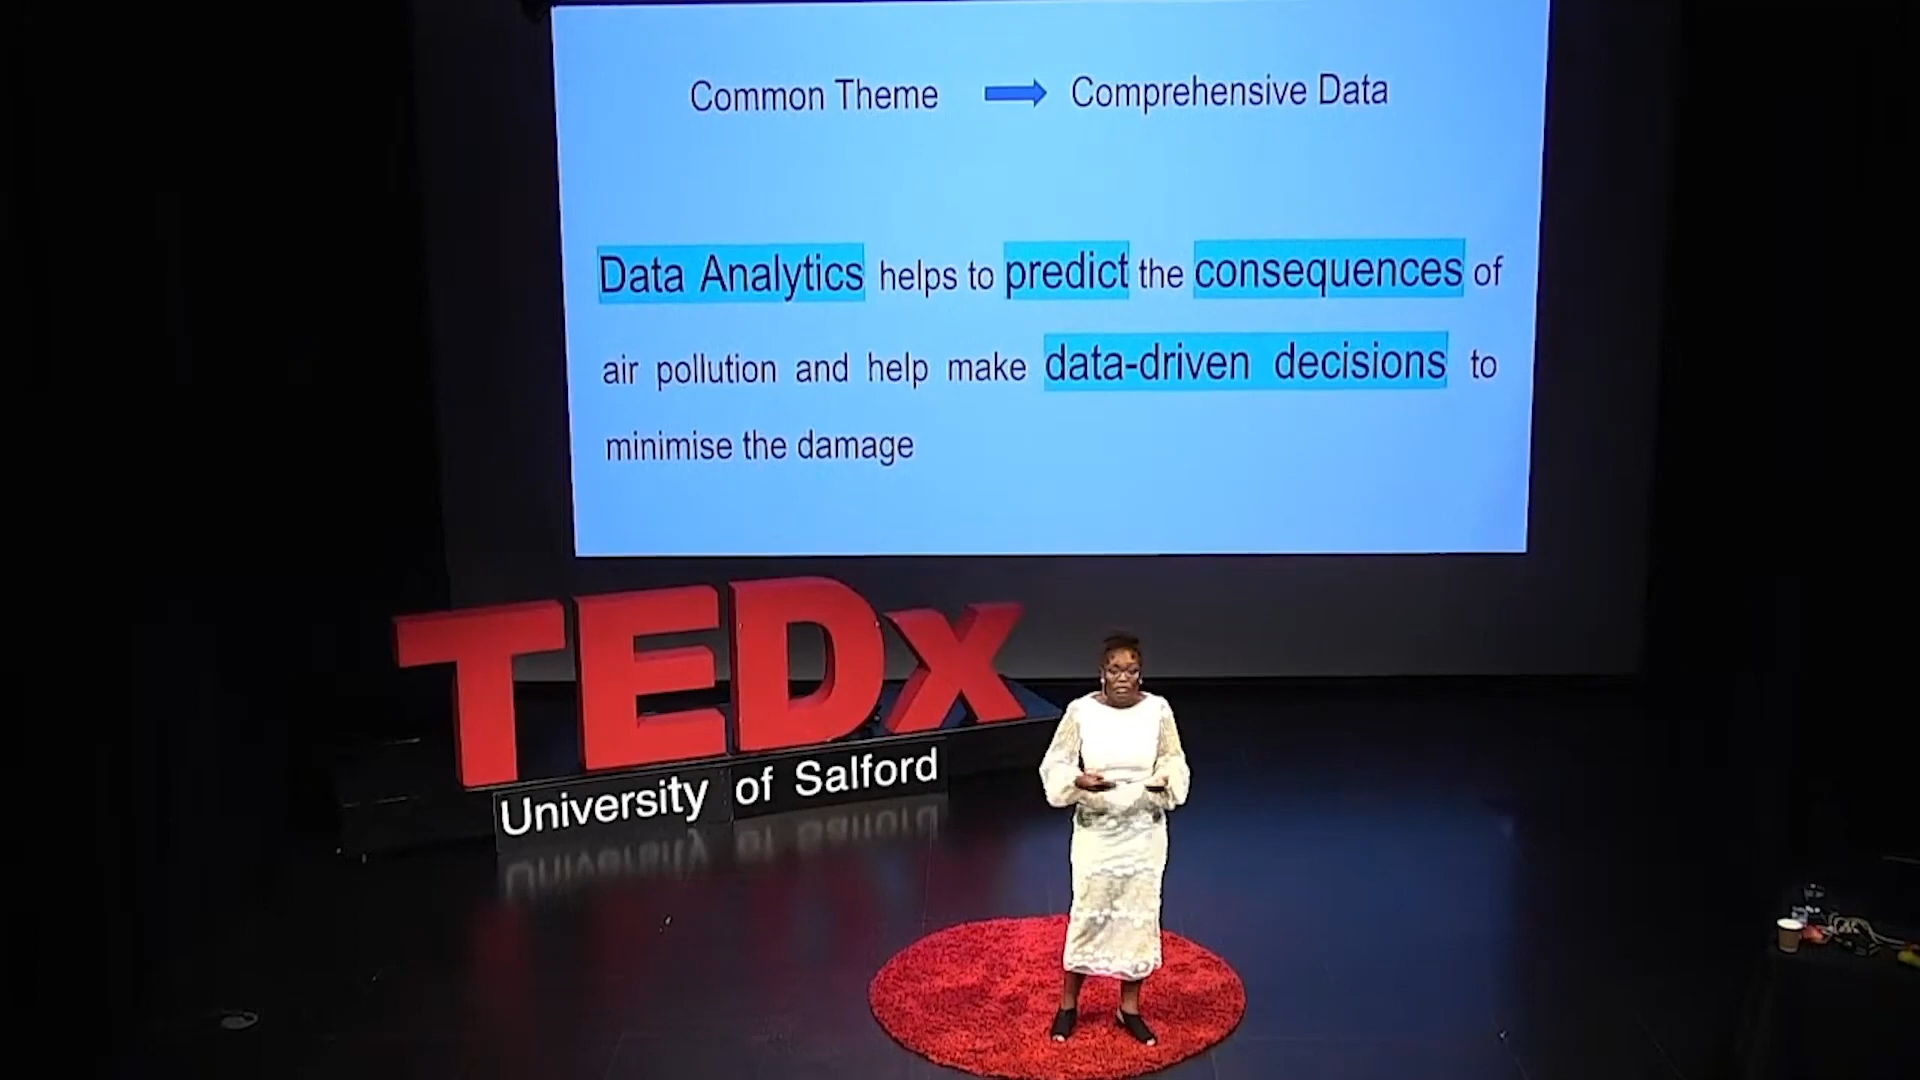 Common Theme Comprehensive Data
Data Analytics helps to predict the consequences of
air pollution and help make data-driven decisions to
minimise the damage
TEDx
University of Salford